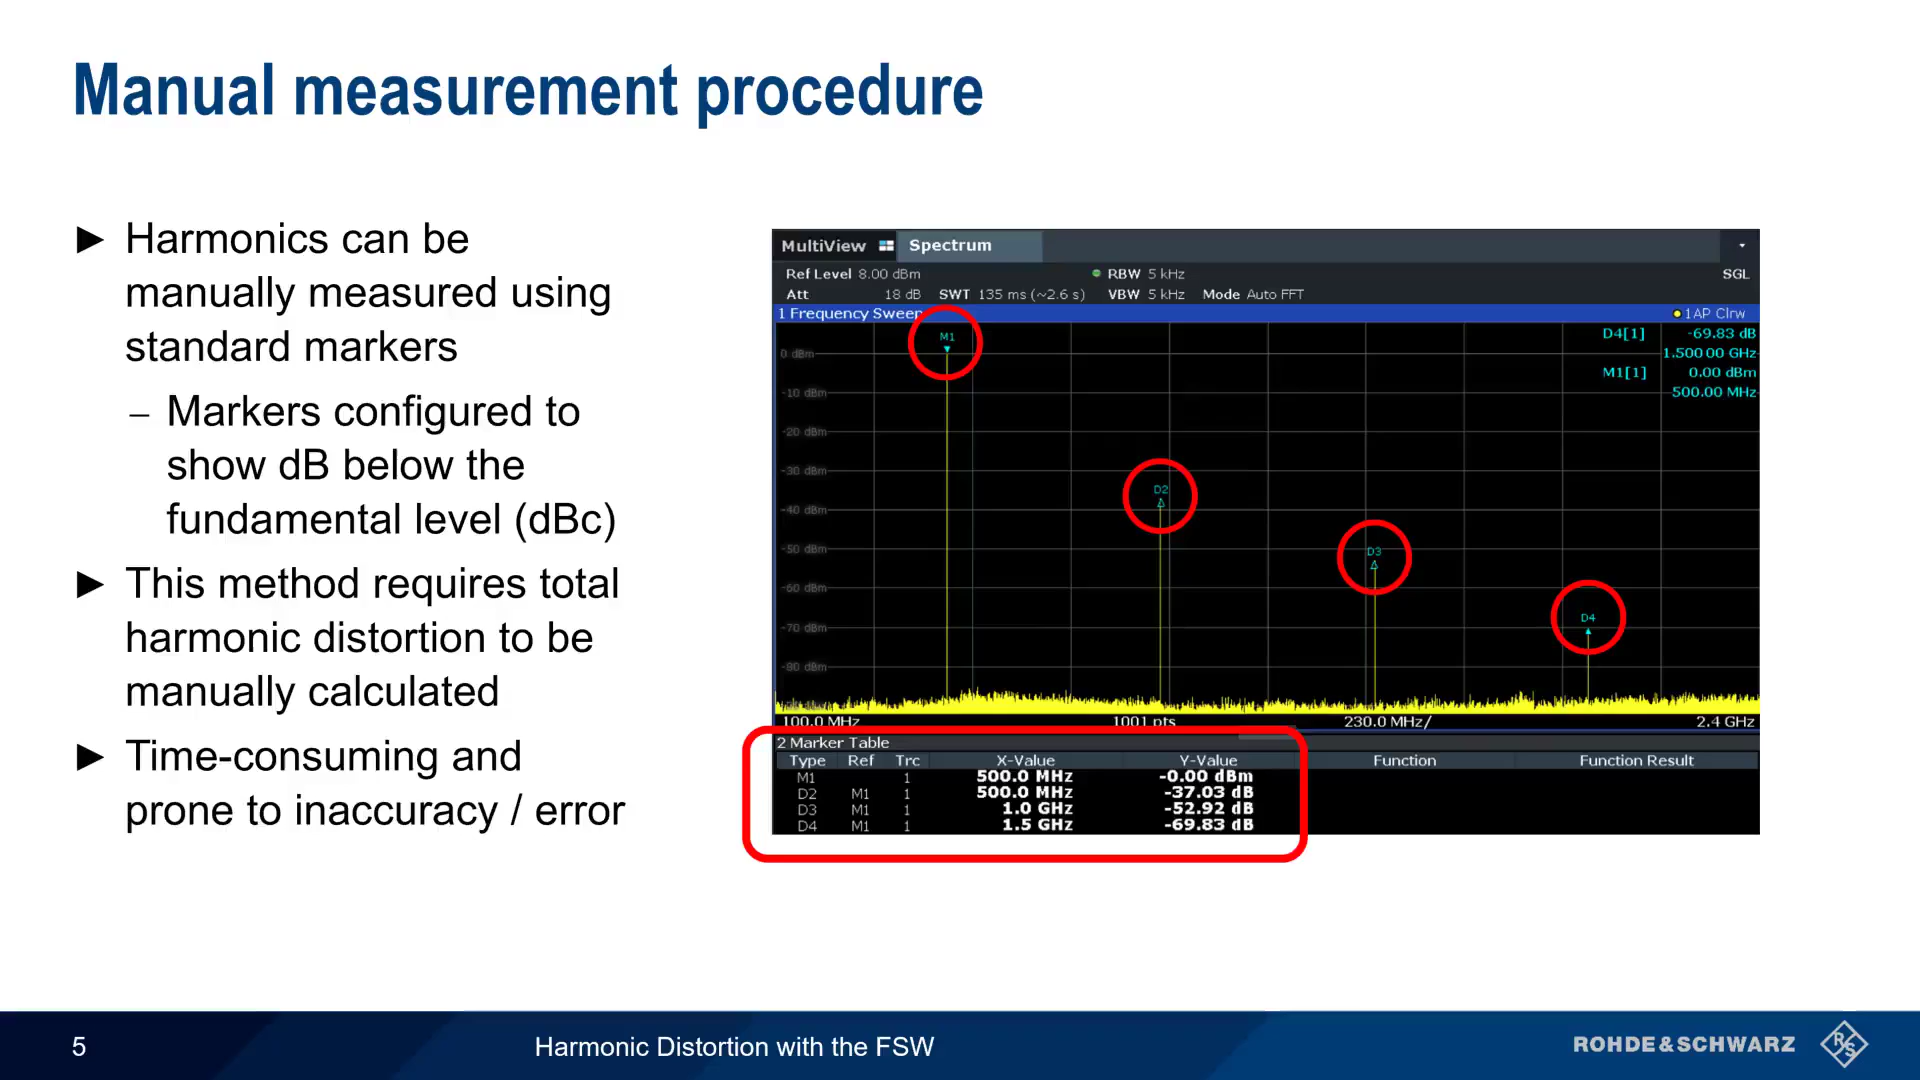 Manual measurement procedure
► Harmonics can be
manually measured using
standard markers
– Markers configured to
show dB below the
fundamental level (dBc)
► This method requires total
harmonic distortion to be
manually calculated
► Time-consuming and
prone to inaccuracy / error
MultiView Spectrum
Ref Level 8.00 dBm RBW 5 kHz SGL
Att 18 dB SWT 135 ms (~2.6 s) VBW 5 kHz Mode Auto FFT
1 Frequency Sweep 1AP Clrw
M1
D4[1] -69.83 dB
1.50000 GHz
M1[1] 0.00 dBm
500.00 MHz
0 dBm
-10 dBm
-20 dBm
-30 dBm
D2
-40 dBm
-50 dBm
D3
-60 dBm
D4
-70 dBm
-80 dBm
100.0 MHz 1001 pts 230.0 MHz/ 2.4 GHz
2 Marker Table
Type Ref Trc X-Value Y-Value Function Function Result
M1 1 500.0 MHz -0.00 dBm
D2 M1 1 500.0 MHz -37.03 dB
D3 M1 1 1.0 GHz -52.92 dB
D4 M1 1 1.5 GHz -69.83 dB
5 Harmonic Distortion with the FSW ROHDE&SCHWARZ